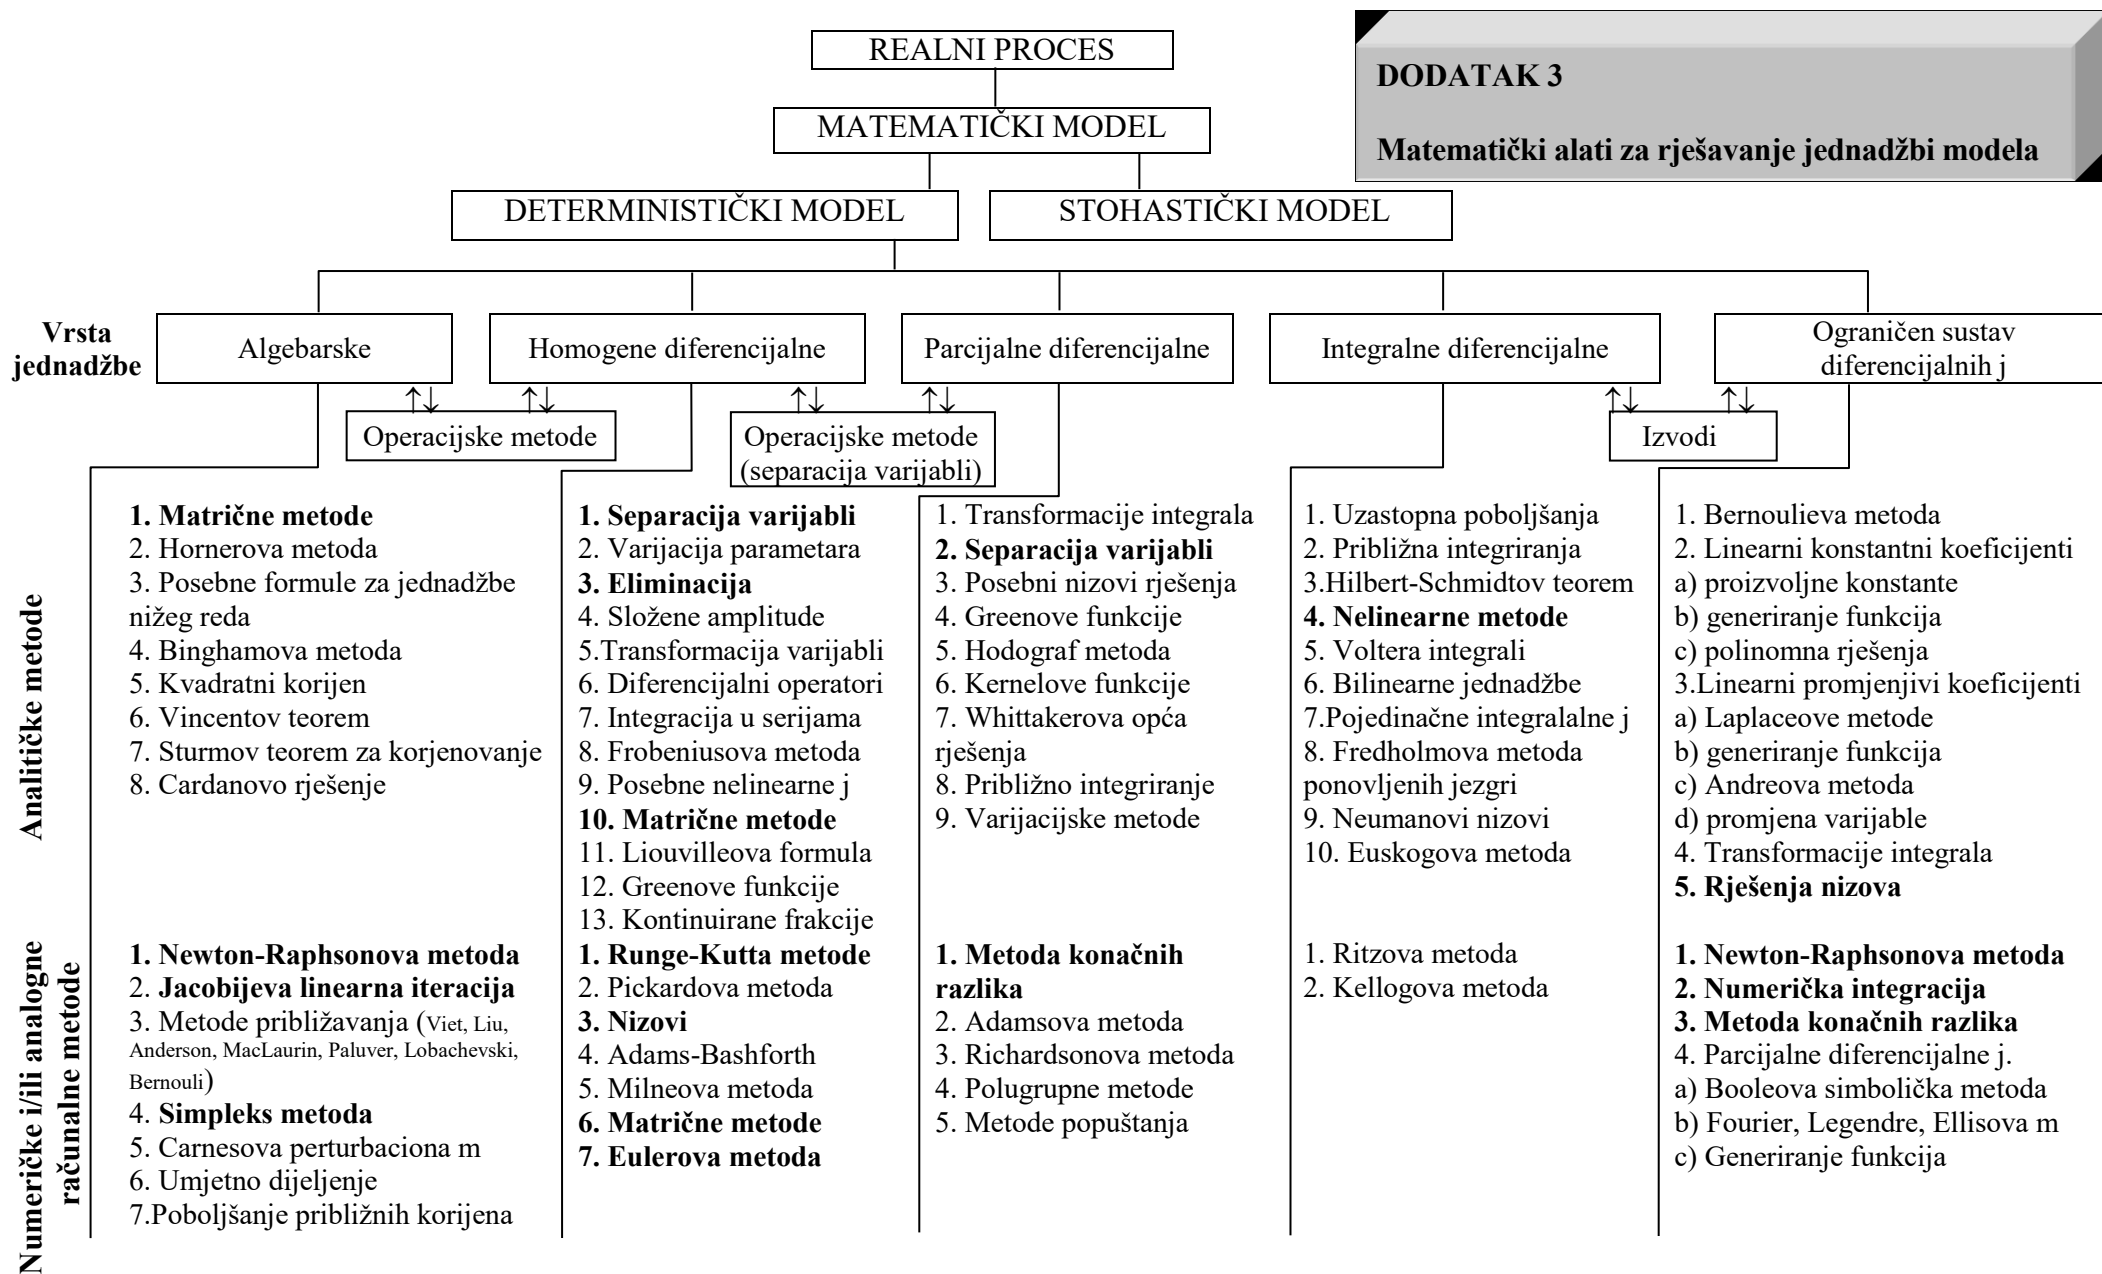 REALNI PROCES
DODATAK 3
Matematički alati za rješavanje jednadžbi modela
MATEMATIČKI MODEL
DETERMINISTIČKI MODEL
STOHASTIČKI MODEL
Vrsta
jednadžbe
Algebarske
Homogene diferencijalne
Parcijalne diferencijalne
Integralne diferencijalne
Ograničen sustav
diferencijalnih j
↑↓
↑↓
↑↓
↑↓
↑↓
↑↓
Operacijske metode
Operacijske metode
(separacija varijabli)
Izvodi
Analitičke metode
1. Matrične metode
2. Hornerova metoda
3. Posebne formule za jednadžbe
nižeg reda
4. Binghamova metoda
5. Kvadratni korijen
6. Vincentov teorem
7. Sturmov teorem za korjenovanje
8. Cardanovo rješenje
1. Separacija varijabli
2. Varijacija parametara
3. Eliminacija
4. Složene amplitude
5.Transformacija varijabli
6. Diferencijalni operatori
7. Integracija u serijama
8. Frobeniusova metoda
9. Posebne nelinearne j
10. Matrične metode
11. Liouvilleova formula
12. Greenove funkcije
13. Kontinuirane frakcije
1. Transformacije integrala
2. Separacija varijabli
3. Posebni nizovi rješenja
4. Greenove funkcije
5. Hodograf metoda
6. Kernelove funkcije
7. Whittakerova opća
rješenja
8. Približno integriranje
9. Varijacijske metode
1. Uzastopna poboljšanja
2. Približna integriranja
3.Hilbert-Schmidtov teorem
4. Nelinearne metode
5. Voltera integrali
6. Bilinearne jednadžbe
7.Pojedinačne integralalne j
8. Fredholmova metoda
ponovljenih jezgri
9. Neumanovi nizovi
10. Euskogova metoda
1. Bernoulieva metoda
2. Linearni konstantni koeficijenti
a) proizvoljne konstante
b) generiranje funkcija
c) polinomna rješenja
3.Linearni promjenjivi koeficijenti
a) Laplaceove metode
b) generiranje funkcija
c) Andreova metoda
d) promjena varijable
4. Transformacije integrala
5. Rješenja nizova
Numeričke i/ili analogne
računalne metode
1. Newton-Raphsonova metoda
2. Jacobijeva linearna iteracija
3. Metode približavanja (Viet, Liu,
Anderson, MacLaurin, Paluver, Lobachevski,
Bernouli)
4. Simpleks metoda
5. Carnesova perturbaciona m
6. Umjetno dijeljenje
7.Poboljšanje približnih korijena
1. Runge-Kutta metode
2. Pickardova metoda
3. Nizovi
4. Adams-Bashforth
5. Milneova metoda
6. Matrične metode
7. Eulerova metoda
1. Metoda konačnih
razlika
2. Adamsova metoda
3. Richardsonova metoda
4. Polugrupne metode
5. Metode popuštanja
1. Ritzova metoda
2. Kellogova metoda
1. Newton-Raphsonova metoda
2. Numerička integracija
3. Metoda konačnih razlika
4. Parcijalne diferencijalne j.
a) Booleova simbolička metoda
b) Fourier, Legendre, Ellisova m
c) Generiranje funkcija